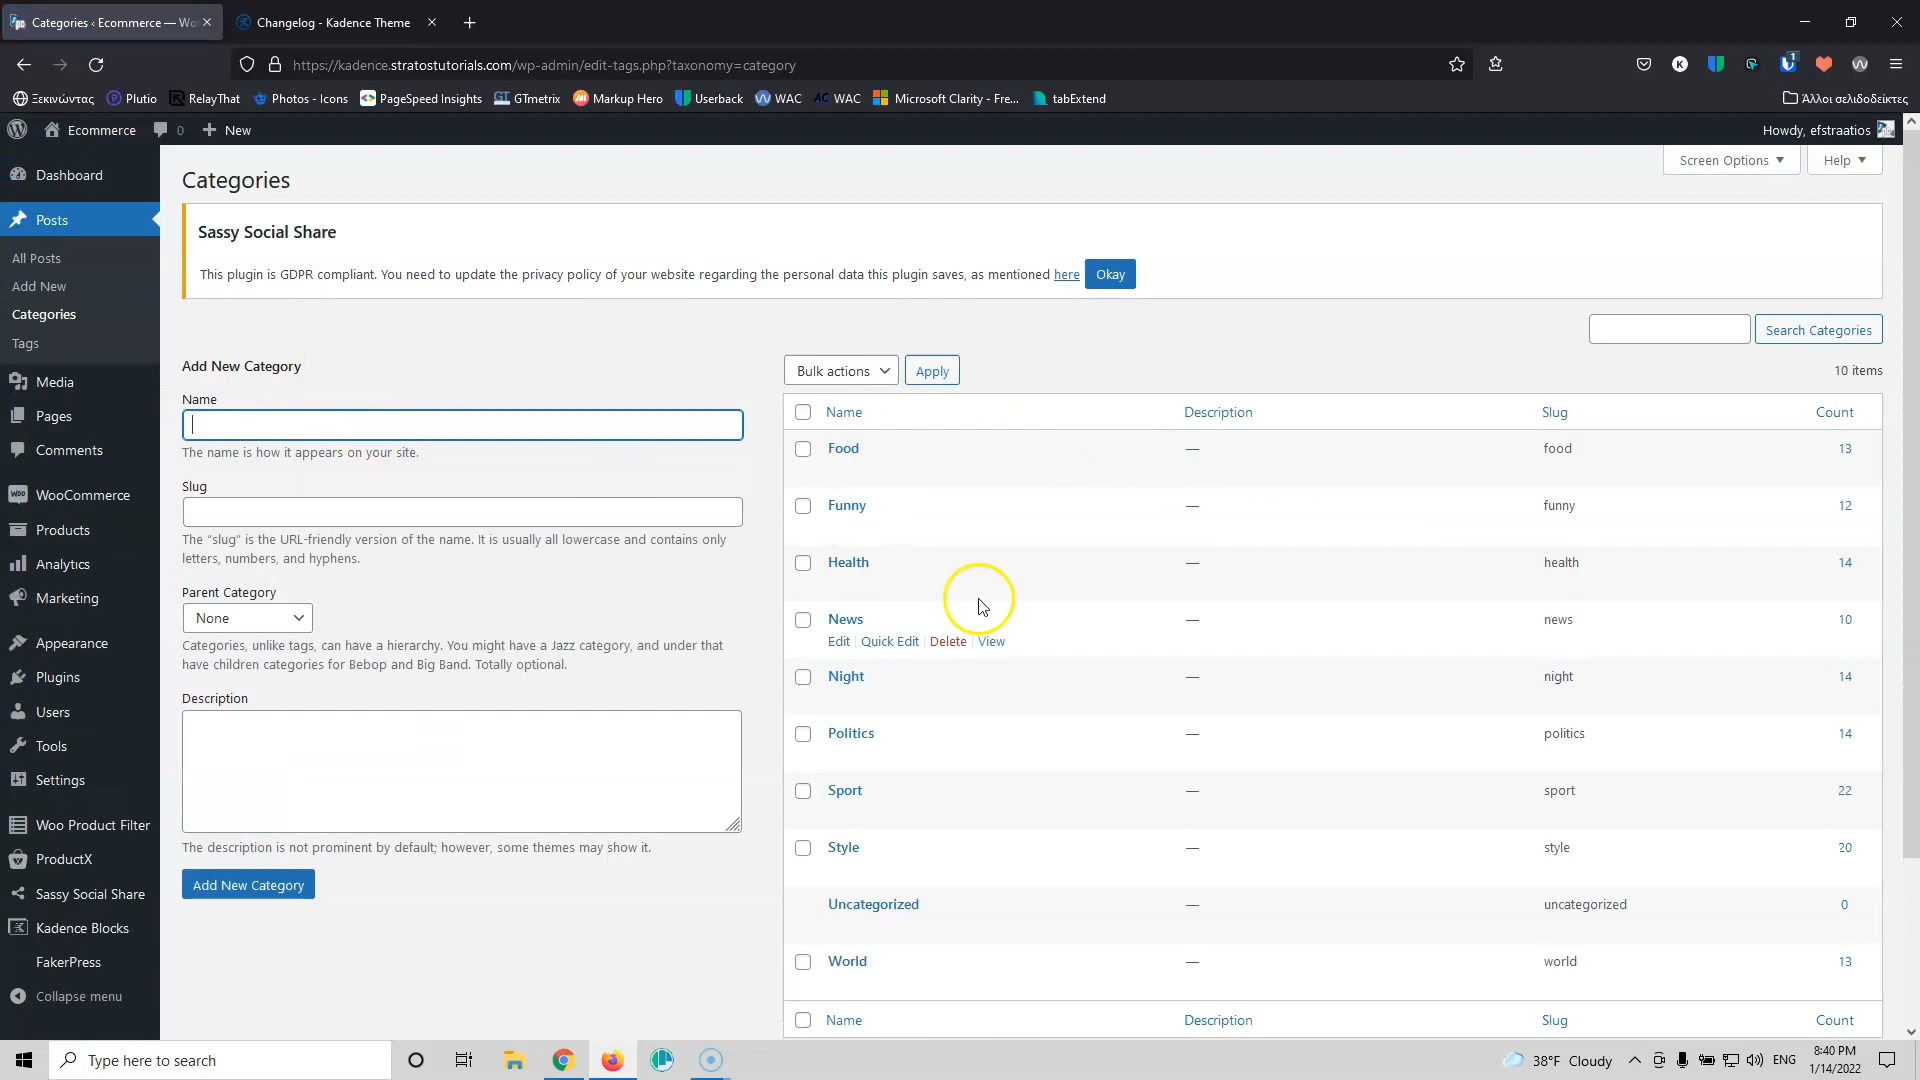 Categories ‹ Ecommerce — Wo
Changelog - Kadence Theme
https://kadence.stratostutorials.com/wp-admin/edit-tags.php?taxonomy=category
Ξεκινώντας
Plutio
RelayThat
Photos - Icons
PageSpeed Insights
GTmetrix
Markup Hero
Userback
WAC
WAC
Microsoft Clarity - Fre...
tabExtend
Άλλοι σελιδοδείκτες
Ecommerce
0
New
Howdy, efstraatios
Screen Options
Help
Dashboard
Posts
All Posts
Add New
Categories
Tags
Media
Pages
Comments
WooCommerce
Products
Analytics
Marketing
Appearance
Plugins
Users
Tools
Settings
Woo Product Filter
ProductX
Sassy Social Share
Kadence Blocks
FakerPress
Collapse menu
Categories
Sassy Social Share
This plugin is GDPR compliant. You need to update the privacy policy of your website regarding the personal data this plugin saves, as mentioned here
Okay
Search Categories
Add New Category
Name
The name is how it appears on your site.
Slug
The “slug” is the URL-friendly version of the name. It is usually all lowercase and contains only
letters, numbers, and hyphens.
Parent Category
None
Categories, unlike tags, can have a hierarchy. You might have a Jazz category, and under that
have children categories for Bebop and Big Band. Totally optional.
Description
The description is not prominent by default; however, some themes may show it.
Add New Category
Bulk actions
Apply
10 items
Name Description Slug Count
Food — food 13
Funny — funny 12
Health — health 14
News — news 10
Edit | Quick Edit | Delete | View
Night — night 14
Politics — politics 14
Sport — sport 22
Style — style 20
Uncategorized — uncategorized 0
World — world 13
Name Description Slug Count
Type here to search
38°F Cloudy
ENG
8:40 PM
1/14/2022